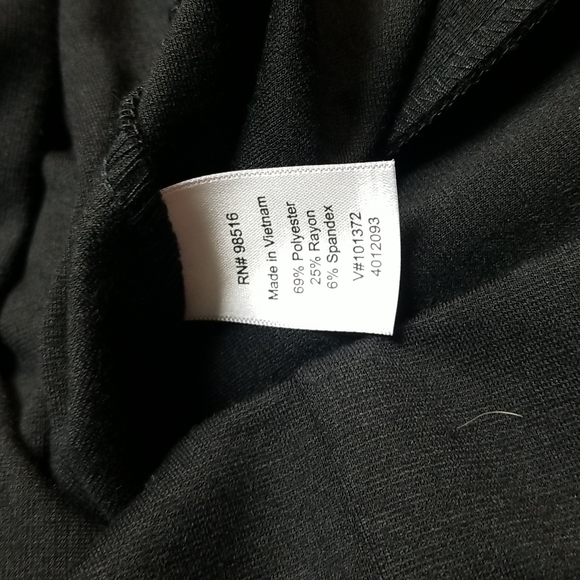 RN# 98516
Made in Vietnam
69% Polyester
25% Rayon
6% Spandex
V#101372
4012093